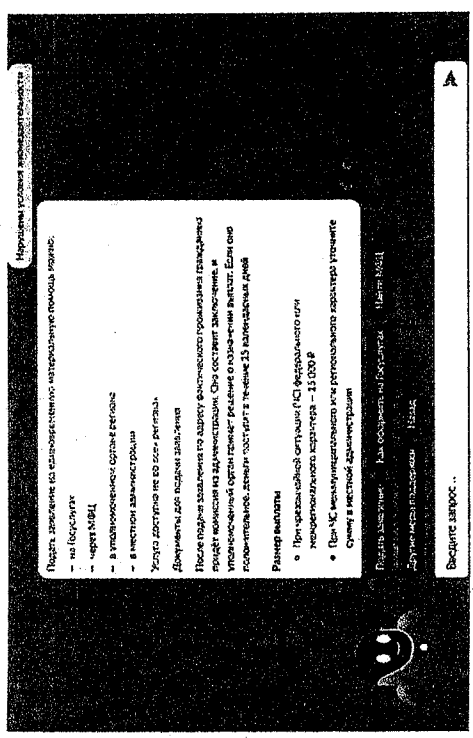 Нарушены условия жизнедеятельности
Подать заявление на единовременную материальную помощь можно:
– на Госуслугах
– через МФЦ
– в уполномоченном органе региона
– в местной администрации
Услуга доступна не во всех регионах
Документы для подачи заявления
После подачи заявления по адресу фактического проживания гражданина
придёт комиссия из администрации. Она составит заключение, и
уполномоченный орган примет решение о назначении выплат. Если оно
положительное, деньги поступят в течение 15 календарных дней
Размер выплаты
При чрезвычайной ситуации (ЧС) федерального или
межрегионального характера — 15 000 ₽
При ЧС межмуниципального или регионального характера уточните
сумму в местной администрации
Подать заявление Как оформить на Госуслугах Найти МФЦ
Другие меры поддержки Назад
Введите запрос...